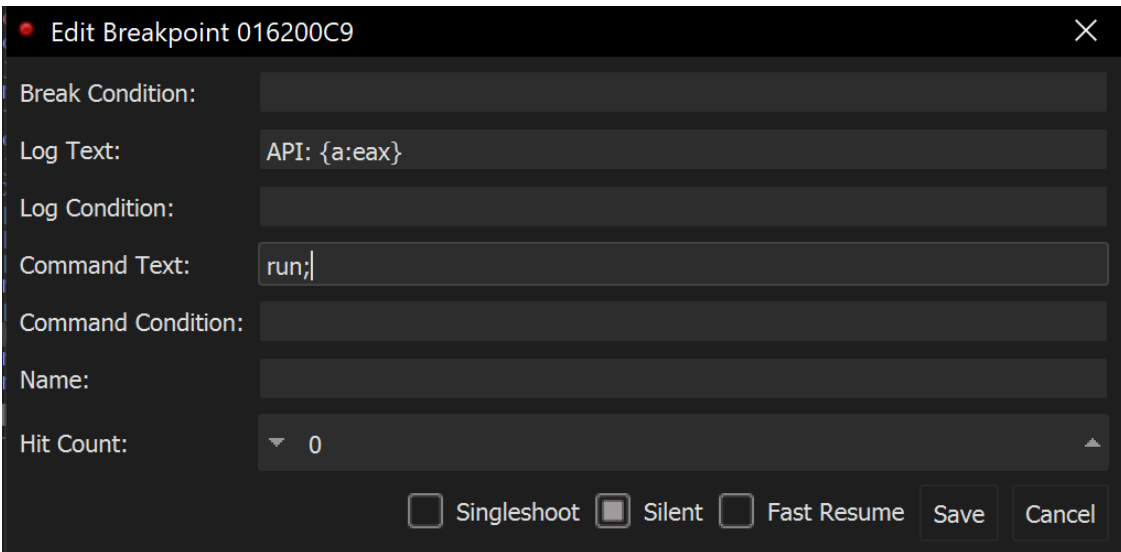 Edit Breakpoint 016200C9
Break Condition:
Log Text: API: {a:eax}
Log Condition:
Command Text: run;
Command Condition:
Name:
Hit Count: 0
Singleshoot Silent Fast Resume Save Cancel